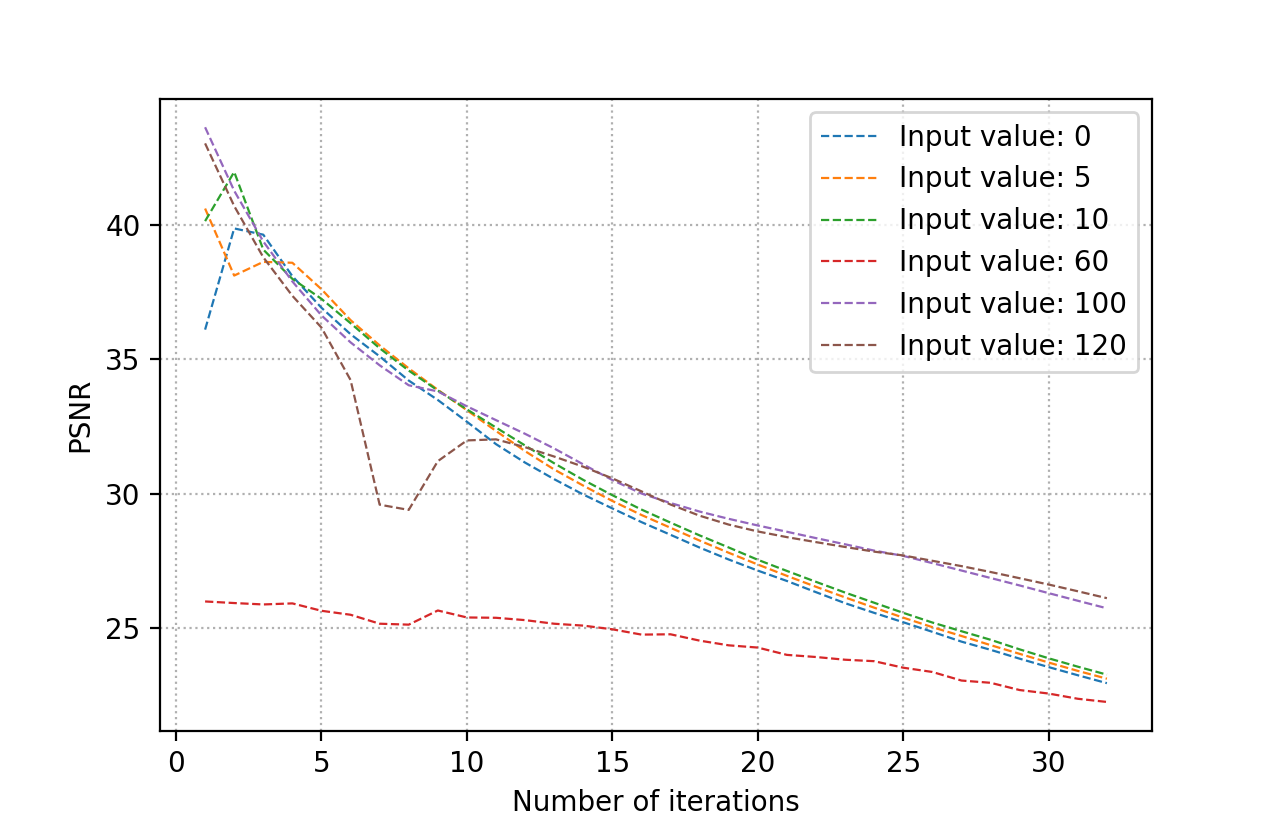 Input value: 0
Input value: 5
Input value: 10
Input value: 60
Input value: 100
Input value: 120
PSNR
40
35
30
25
0 5 10 15 20 25 30
Number of iterations